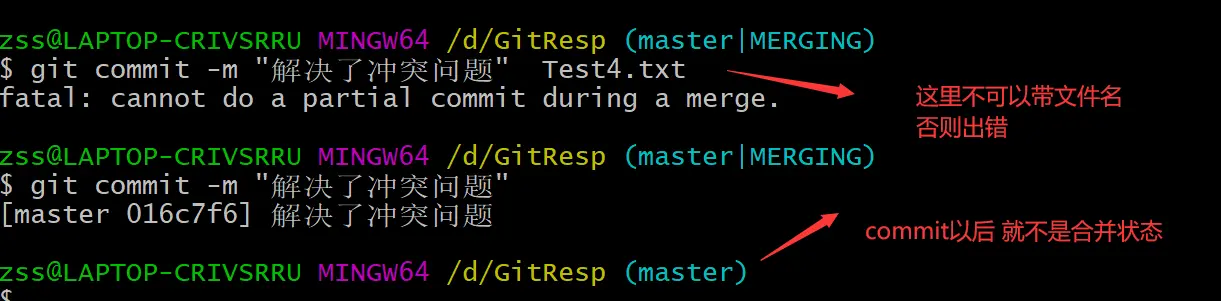 zss@LAPTOP-CRIVSRRU MINGW64 /d/GitResp (master|MERGING)
$ git commit -m "解决了冲突问题"  Test4.txt
fatal: cannot do a partial commit during a merge.
这里不可以带文件名
否则出错
zss@LAPTOP-CRIVSRRU MINGW64 /d/GitResp (master|MERGING)
$ git commit -m "解决了冲突问题"
[master 016c7f6] 解决了冲突问题
commit以后 就不是合并状态
zss@LAPTOP-CRIVSRRU MINGW64 /d/GitResp (master)
$